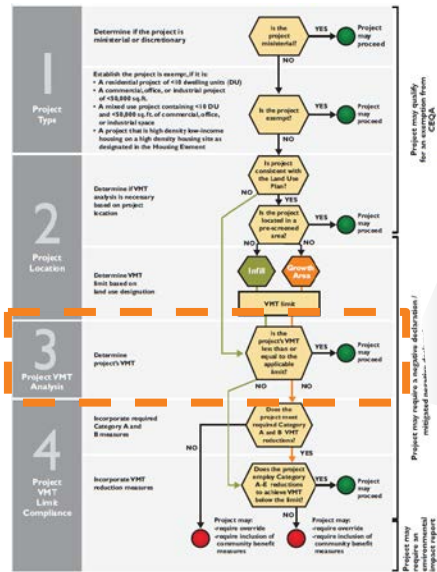 1
Project
Type
Determine if the project is
ministerial or discretionary
Establish the project is exempt, if it is:
• A residential project of <10 dwelling units (DU)
• A commercial, office, or industrial project
of <50,000 sq. ft.
• A mixed use project containing <10 DU
and <50,000 sq. ft. of commercial, office,
or industrial space
• A project that is high density low-income
housing on a high density housing site as
designated in the Housing Element
Is the
project
ministerial?
YES
Project
may
proceed
NO
Is the project
exempt?
YES
Project
may
proceed
Project may qualify
for an exemption from
CEQA
2
Project
Location
Determine if VMT
analysis is necessary
based on project
location
Determine VMT
limit based on
land use designation
Is project
consistent with
the Land Use
Plan?
YES
Is the project
located in a
pre-screened area?
YES
Project
may
proceed
NO
NO
Infill
Growth
Area
VMT limit
3
Project VMT
Analysis
Determine
project's VMT
Is the
project's VMT
less than or
equal to the
applicable
limit?
YES
Project
may
proceed
NO
NO
Project may require a negative declaration /
mitigated negative declaration
4
Project
VMT
Limit
Compliance
Incorporate required
Category A and
B measures
Incorporate VMT
reduction measures
Does the
project meet
required Category
A and B VMT
reductions?
NO
YES
Does the project
employ Category
A-E reductions
to achieve VMT
below the limit?
YES
Project
may
proceed
NO
Project may:
-require override
-require inclusion of
community benefit
measures
Project may:
-require override
-require inclusion of
community benefit
measures
Project may
require an
environmental
impact report